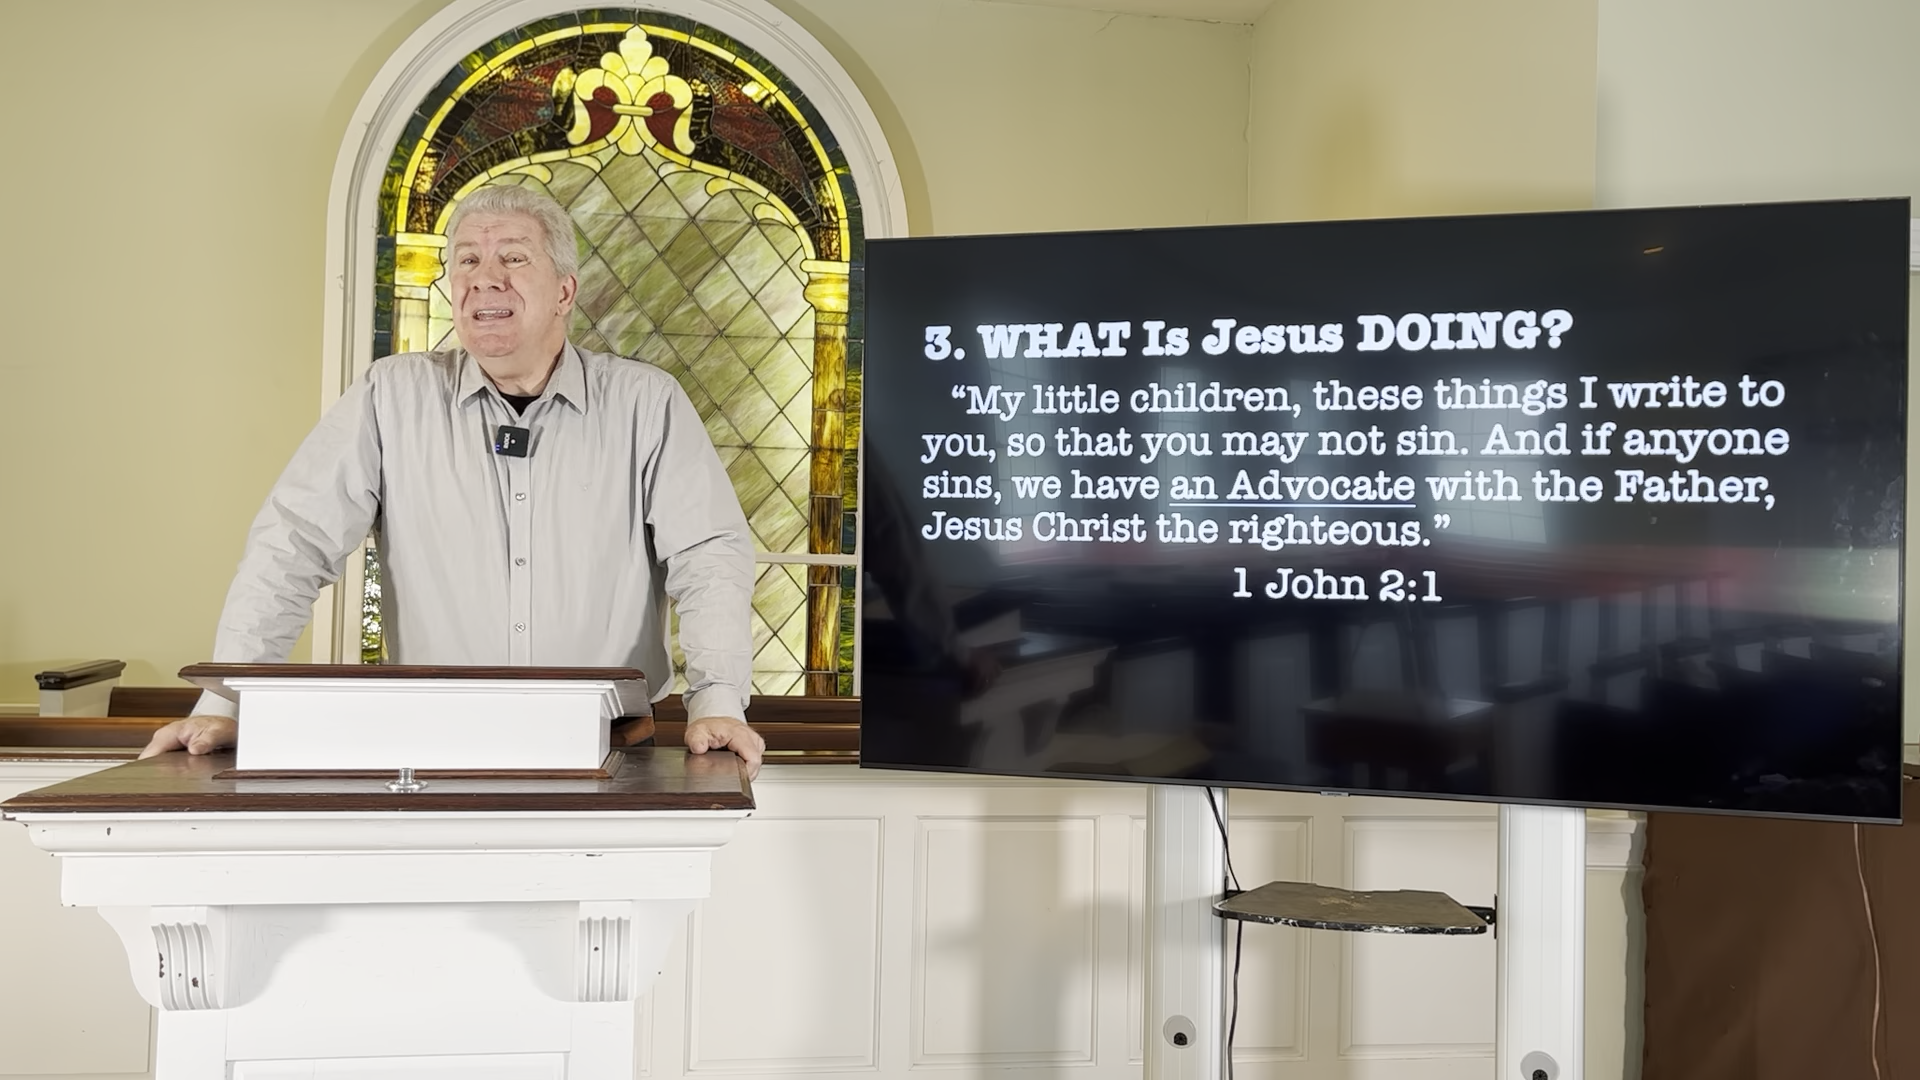 3. WHAT Is Jesus DOING?
“My little children, these things I write to
you, so that you may not sin. And if anyone
sins, we have an Advocate with the Father,
Jesus Christ the righteous.”
1 John 2:1